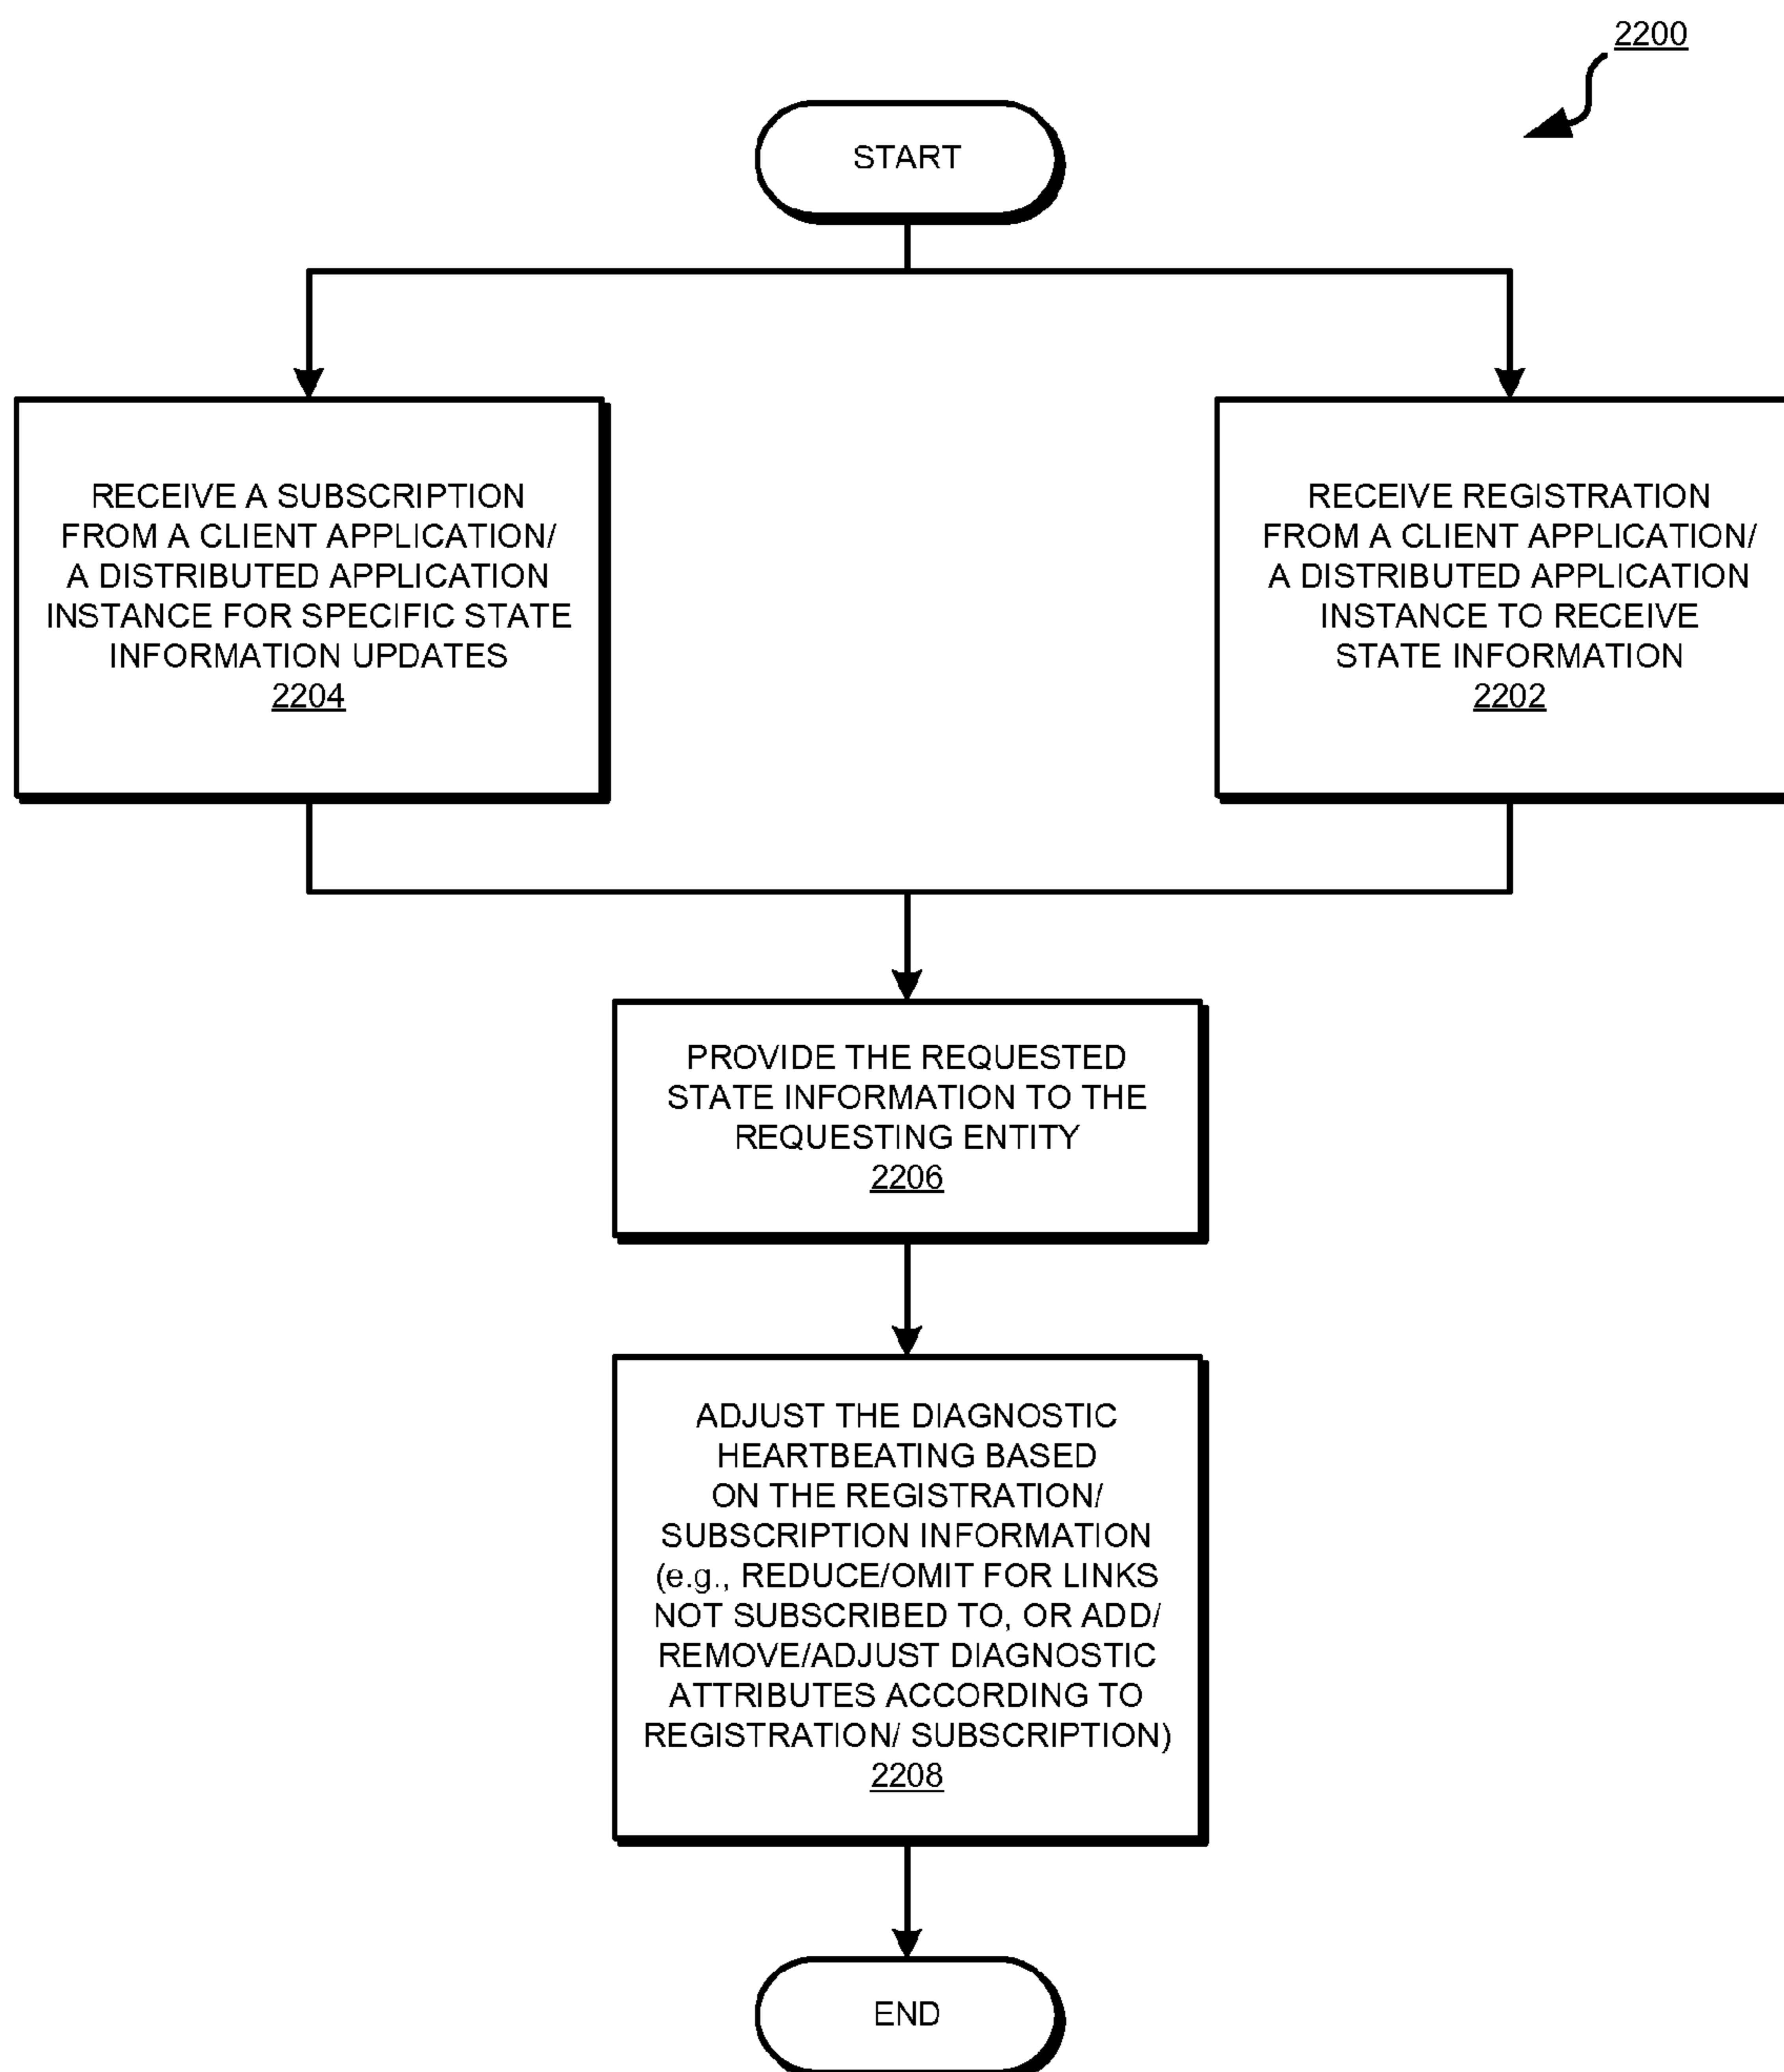 2200
START
RECEIVE A SUBSCRIPTION
FROM A CLIENT APPLICATION/
A DISTRIBUTED APPLICATION
INSTANCE FOR SPECIFIC STATE
INFORMATION UPDATES
2204
RECEIVE REGISTRATION
FROM A CLIENT APPLICATION/
A DISTRIBUTED APPLICATION
INSTANCE TO RECEIVE
STATE INFORMATION
2202
PROVIDE THE REQUESTED
STATE INFORMATION TO THE
REQUESTING ENTITY
2206
ADJUST THE DIAGNOSTIC
HEARTBEATING BASED
ON THE REGISTRATION/
SUBSCRIPTION INFORMATION
(e.g., REDUCE/OMIT FOR LINKS
NOT SUBSCRIBED TO, OR ADD/
REMOVE/ADJUST DIAGNOSTIC
ATTRIBUTES ACCORDING TO
REGISTRATION/ SUBSCRIPTION)
2208
END